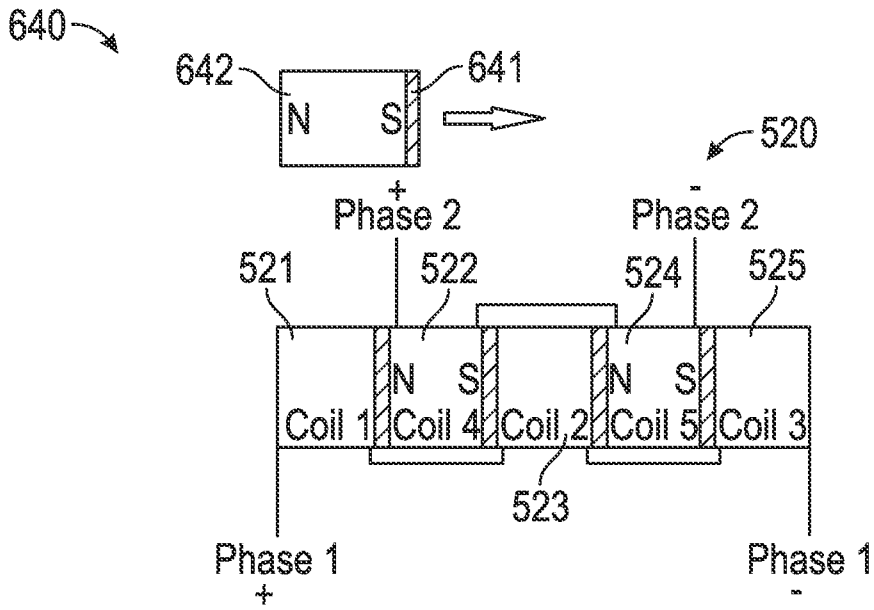 640
642
641
N S
520
+
Phase 2
-
Phase 2
521
522
524
525
N S
N S
Coil 1
Coil 4
Coil 2
Coil 5
Coil 3
523
Phase 1
+
Phase 1
-